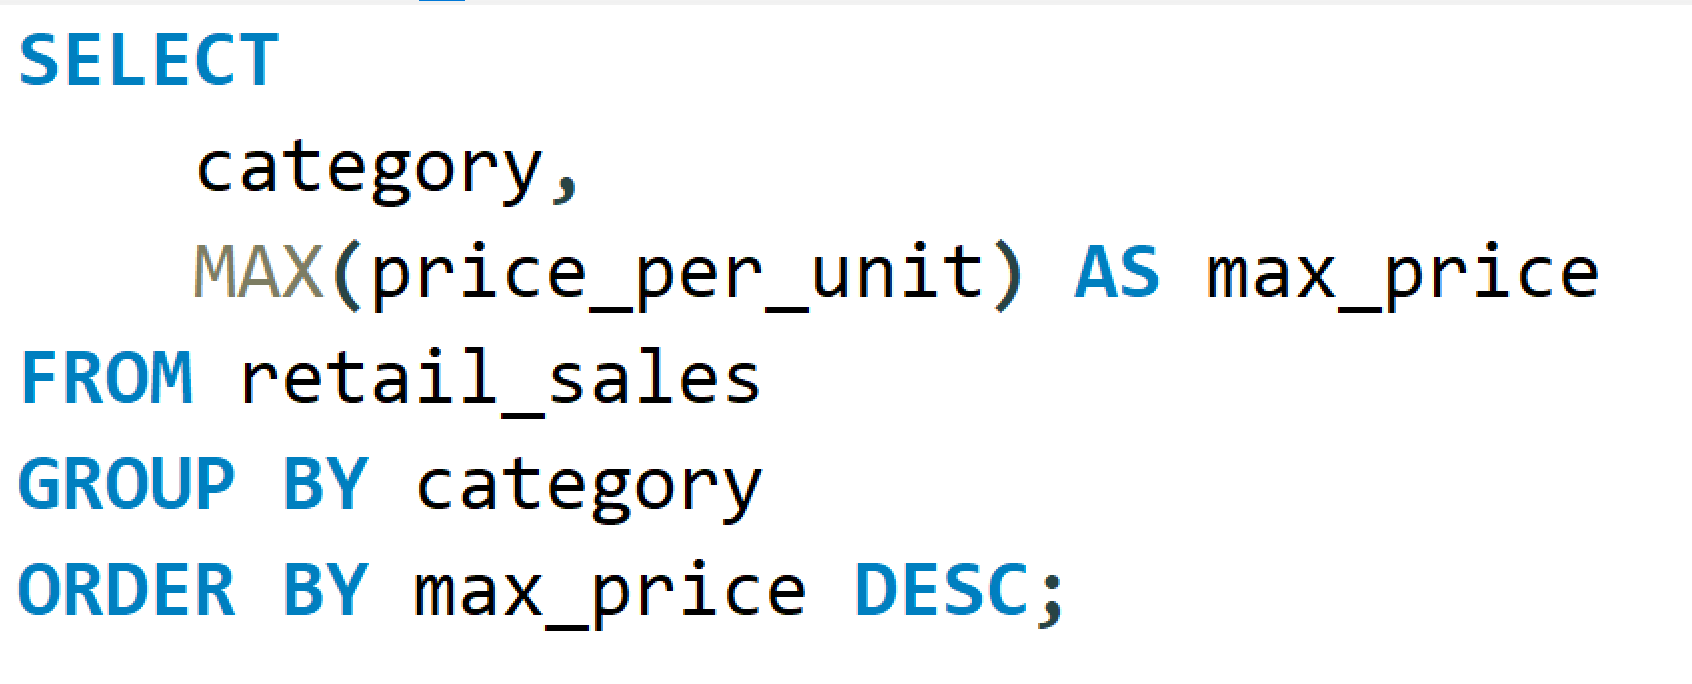 SELECT
category,
MAX(price_per_unit) AS max_price
FROM retail_sales
GROUP BY category
ORDER BY max_price DESC;